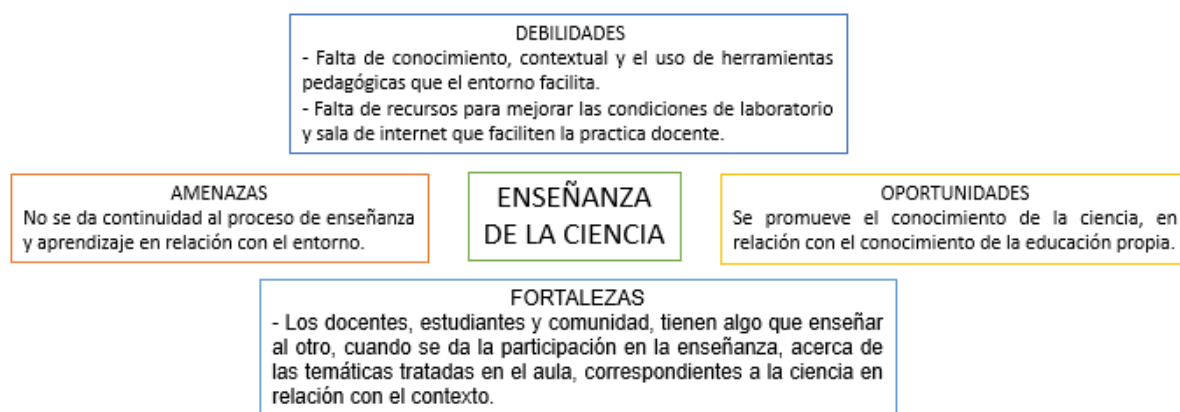 DEBILIDADES
- Falta de conocimiento, contextual y el uso de herramientas
pedagógicas que el entorno facilita.
- Falta de recursos para mejorar las condiciones de laboratorio
y sala de internet que faciliten la practica docente.
AMENAZAS
No se da continuidad al proceso de enseñanza
y aprendizaje en relación con el entorno.
ENSEÑANZA
DE LA CIENCIA
OPORTUNIDADES
Se promueve el conocimiento de la ciencia, en
relación con el conocimiento de la educación propia.
FORTALEZAS
- Los docentes, estudiantes y comunidad, tienen algo que enseñar
al otro, cuando se da la participación en la enseñanza, acerca de
las temáticas tratadas en el aula, correspondientes a la ciencia en
relación con el contexto.